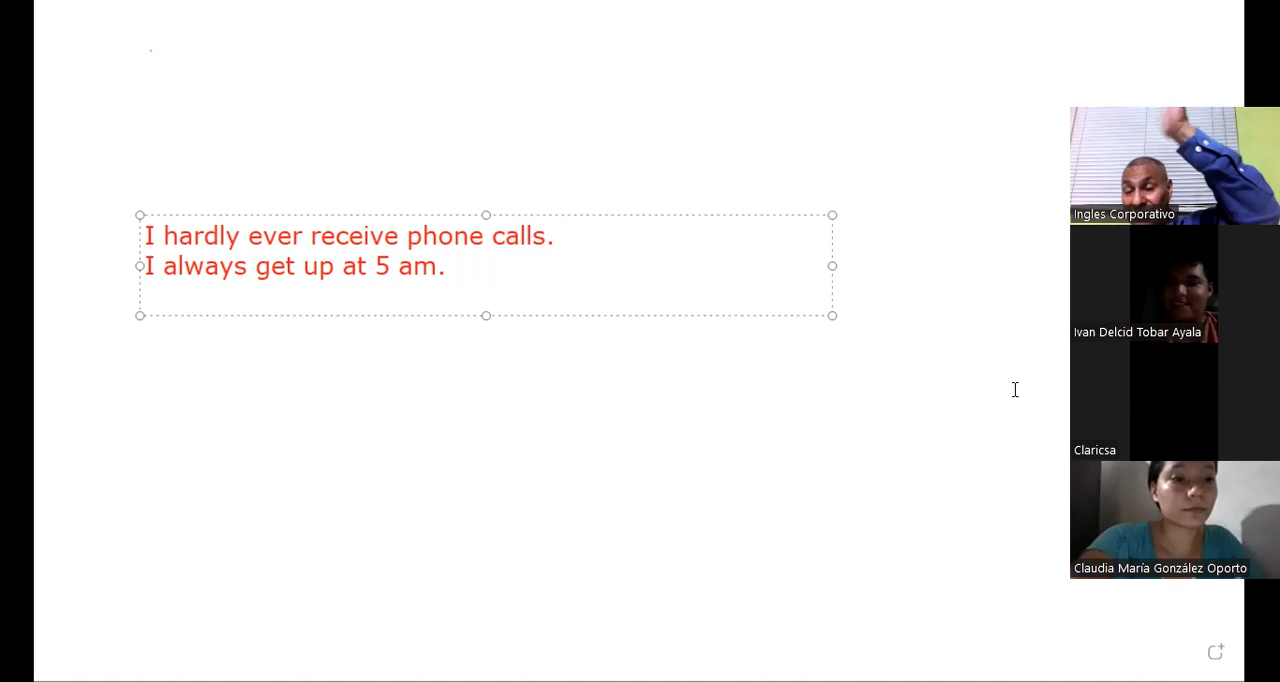 I hardly ever receive phone calls.
I always get up at 5 am.
Ingles Corporativo
Ivan Delcid Tobar Ayala
Claricsa
Claudia María González Oporto